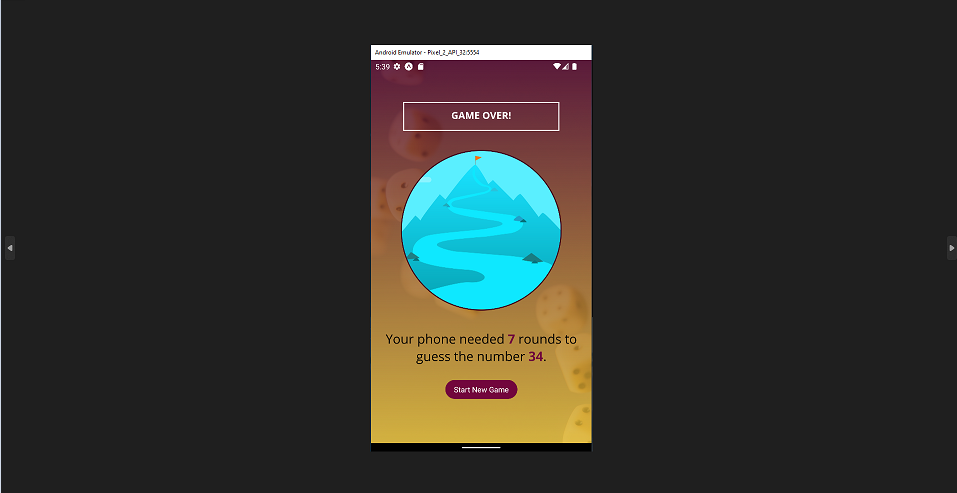 Android Emulator - Pixel_2_API_32:5554
5:39
GAME OVER!
Your phone needed 7 rounds to
guess the number 34.
Start New Game